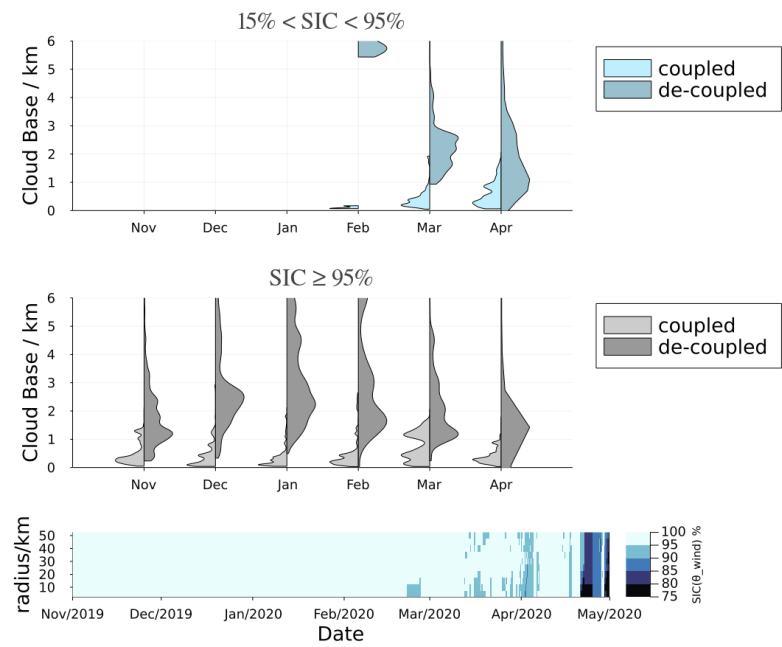 15% < SIC < 95%
Cloud Base / km
6
5
4
3
2
1
0
Nov Dec Jan Feb Mar Apr
coupled
de-coupled
SIC ≥ 95%
Cloud Base / km
6
5
4
3
2
1
0
Nov Dec Jan Feb Mar Apr
coupled
de-coupled
radius/km
50
40
30
20
10
Nov/2019 Dec/2019 Jan/2020 Feb/2020 Mar/2020 Apr/2020 May/2020
Date
100
95
90
85
80
75
SIC(θ_wind) %